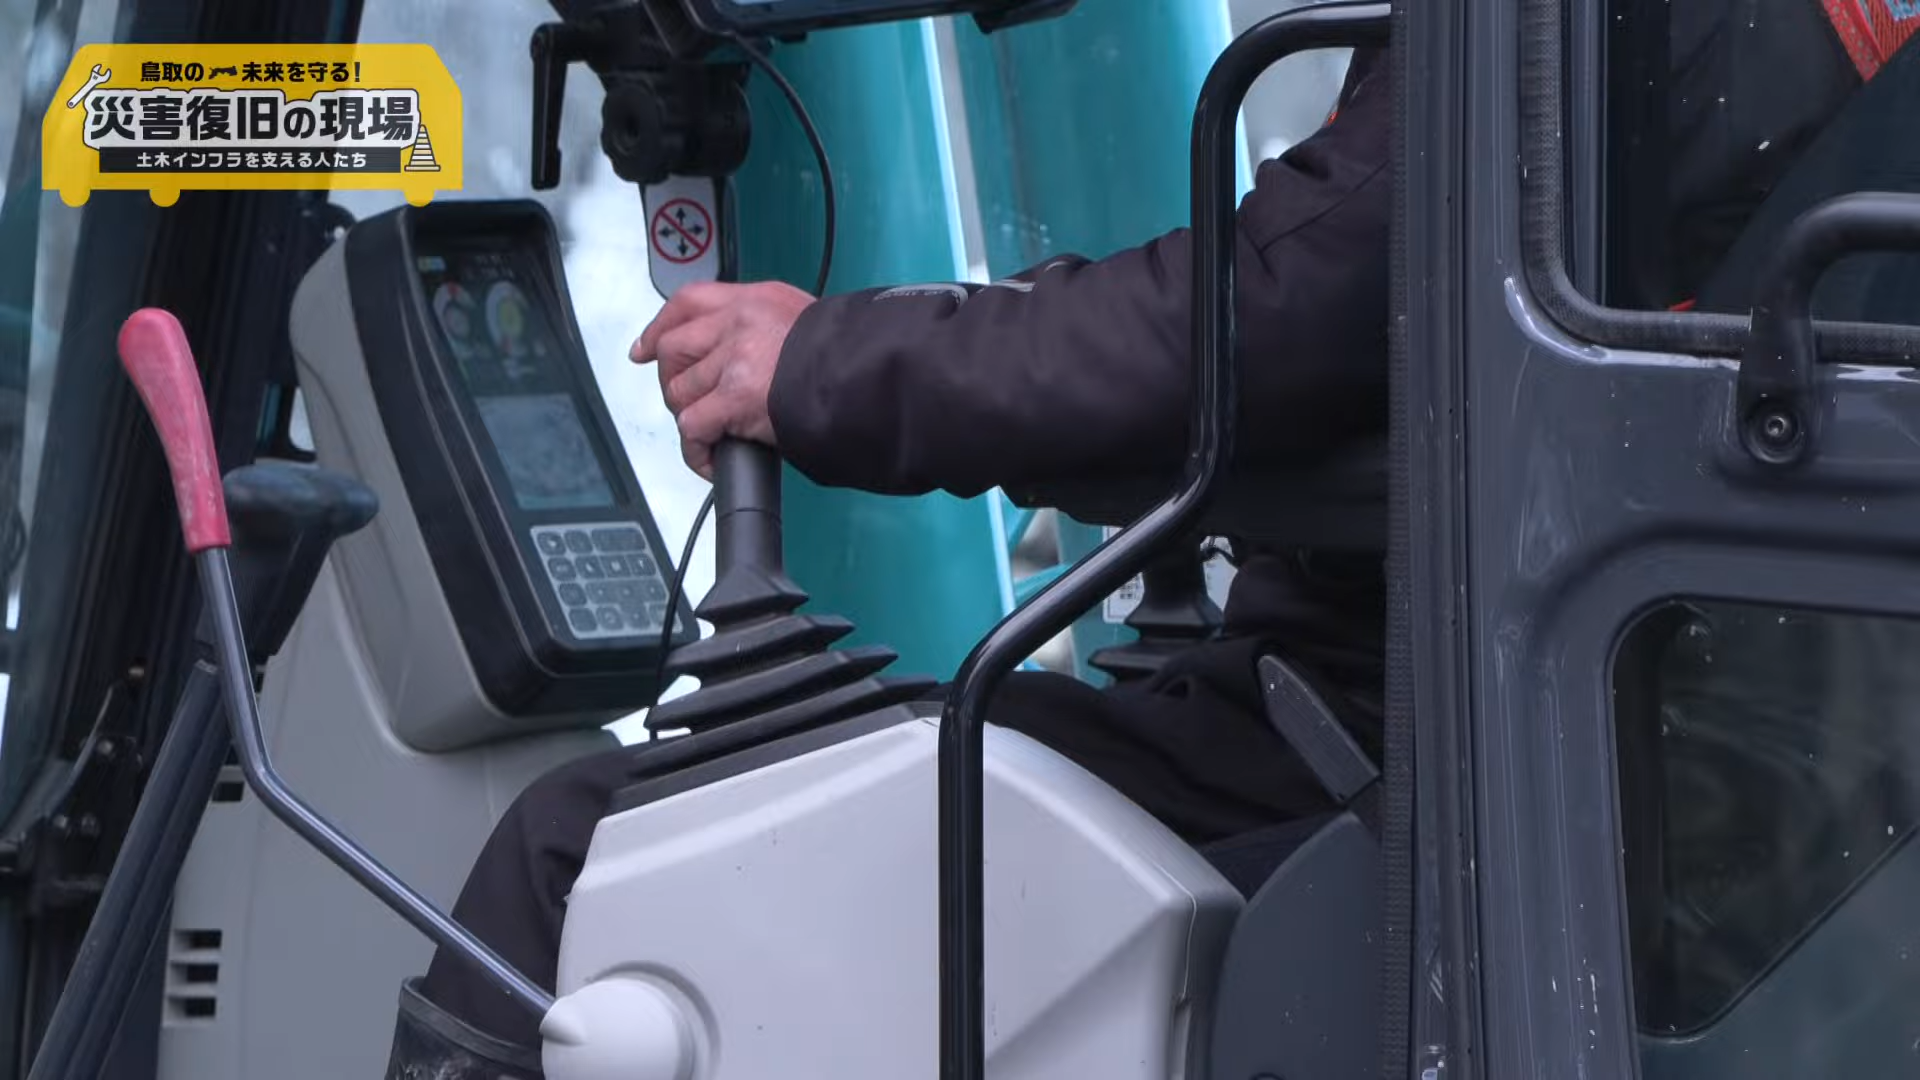 鳥取の未来を守る!
災害復旧の現場
土木インフラを支える人たち